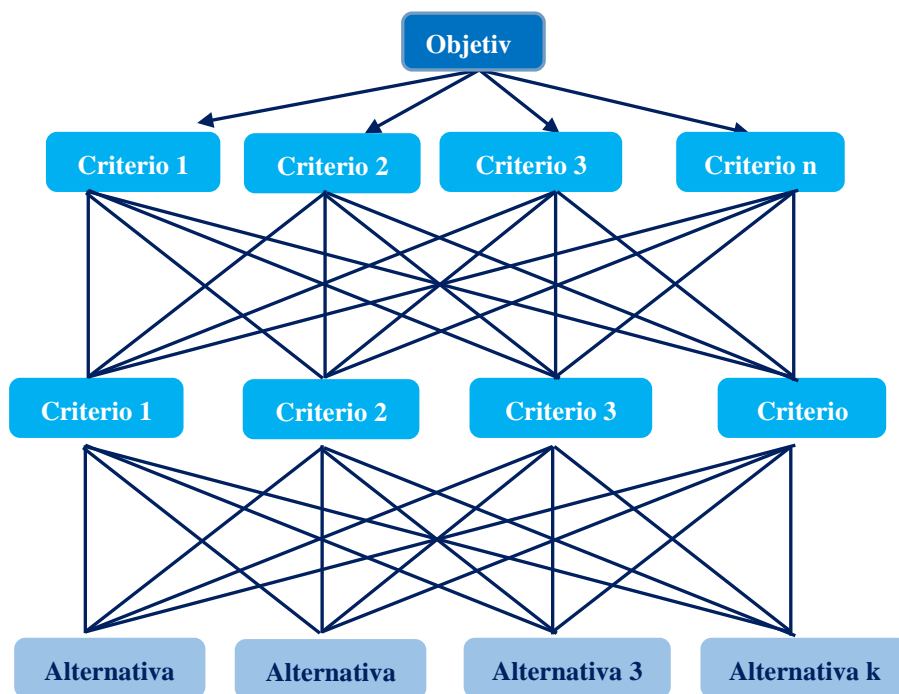 Objetiv
Criterio 1
Criterio 2
Criterio 3
Criterio n
Criterio 1
Criterio 2
Criterio 3
Criterio
Alternativa
Alternativa
Alternativa 3
Alternativa k